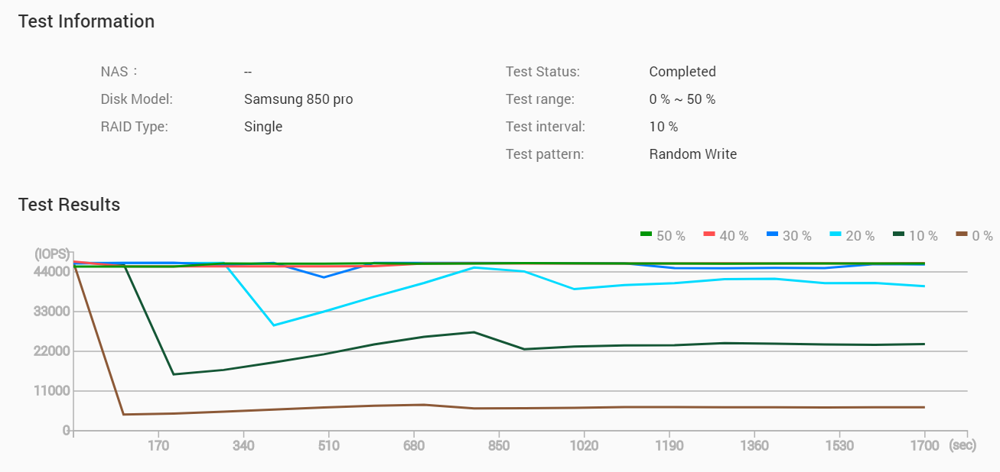 Test Information
NAS : -- Test Status: Completed
Disk Model: Samsung 850 pro Test range: 0 % ~ 50 %
RAID Type: Single Test interval: 10 %
Test pattern: Random Write
Test Results
50 % 40 % 30 % 20 % 10 % 0 %
(IOPS)
44000
33000
22000
11000
0
170 340 510 680 850 1020 1190 1360 1530 1700 (sec)